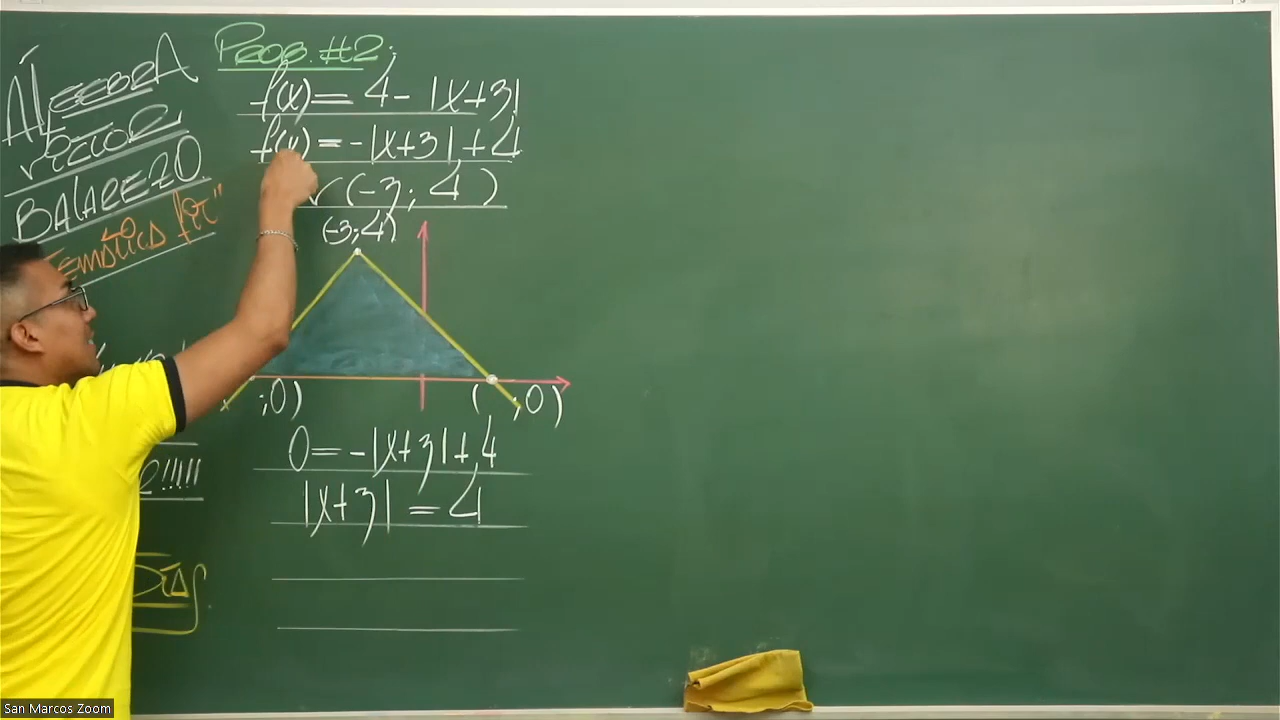 Álgebra
Víctor
Balarezo
Prob. #2;
f(x) = 4 - |x+3|
f(x) = -|x+3| + 4
V(-3; 4)
(-3; 4)
;0)
( ;0)
0 = -|x+3| + 4
|x+3| = 4
San Marcos Zoom